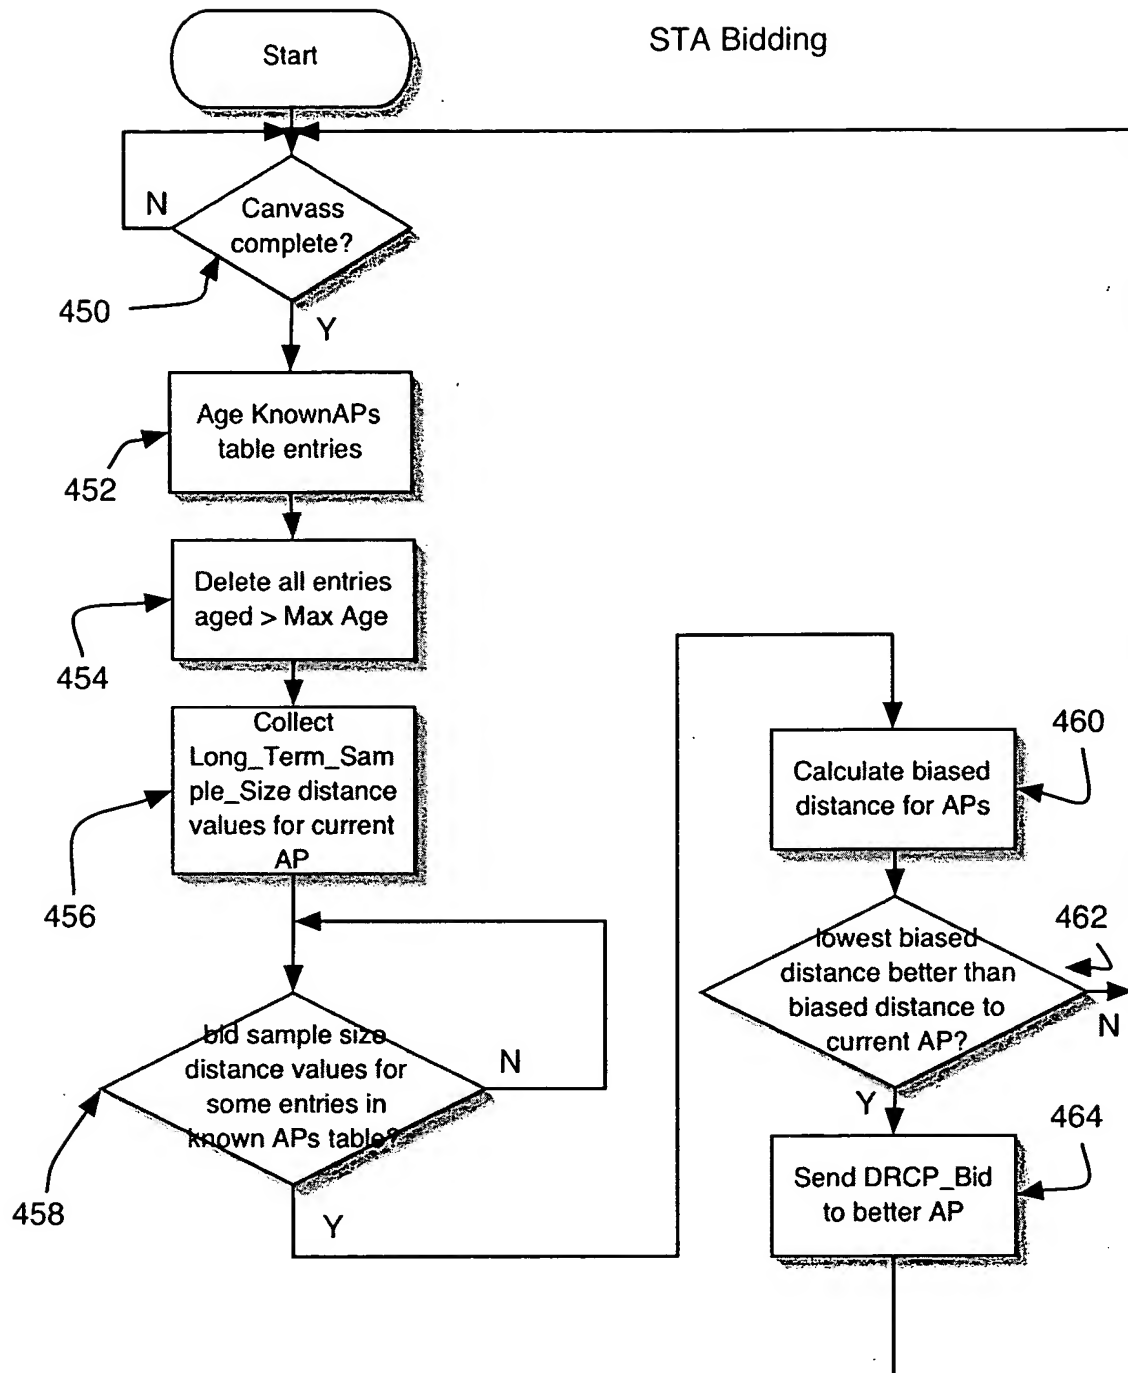 STA Bidding
Start
N
Canvass
complete?
450
Y
Age KnownAPs
table entries
452
Delete all entries
aged > Max Age
454
Collect
Long_Term_Sam
ple_Size distance
values for current
AP
456
bid sample size
distance values for
some entries in
known APs table?
N
458
Y
460
Calculate biased
distance for APs
462
lowest biased
distance better than
biased distance to
current AP?
N
Y
464
Send DRCP_Bid
to better AP